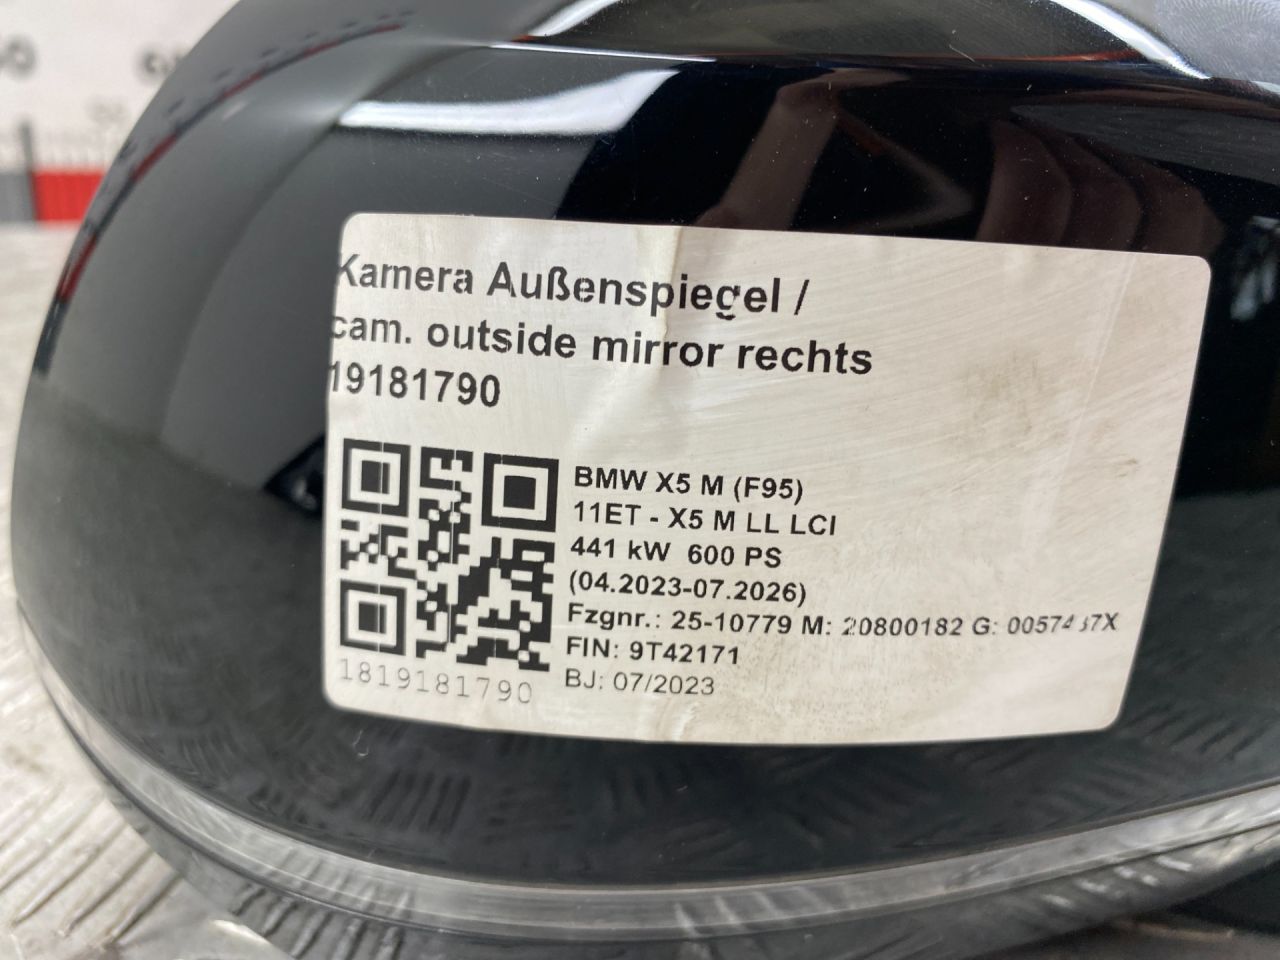 Kamera Außenspiegel /
cam. outside mirror rechts
19181790
BMW X5 M (F95)
11ET - X5 M LL LCI
441 kW 600 PS
(04.2023-07.2026)
Fzgnr.: 25-10779 M: 20800182 G:
FIN: 9T42171
BJ: 07/2023
1819181790